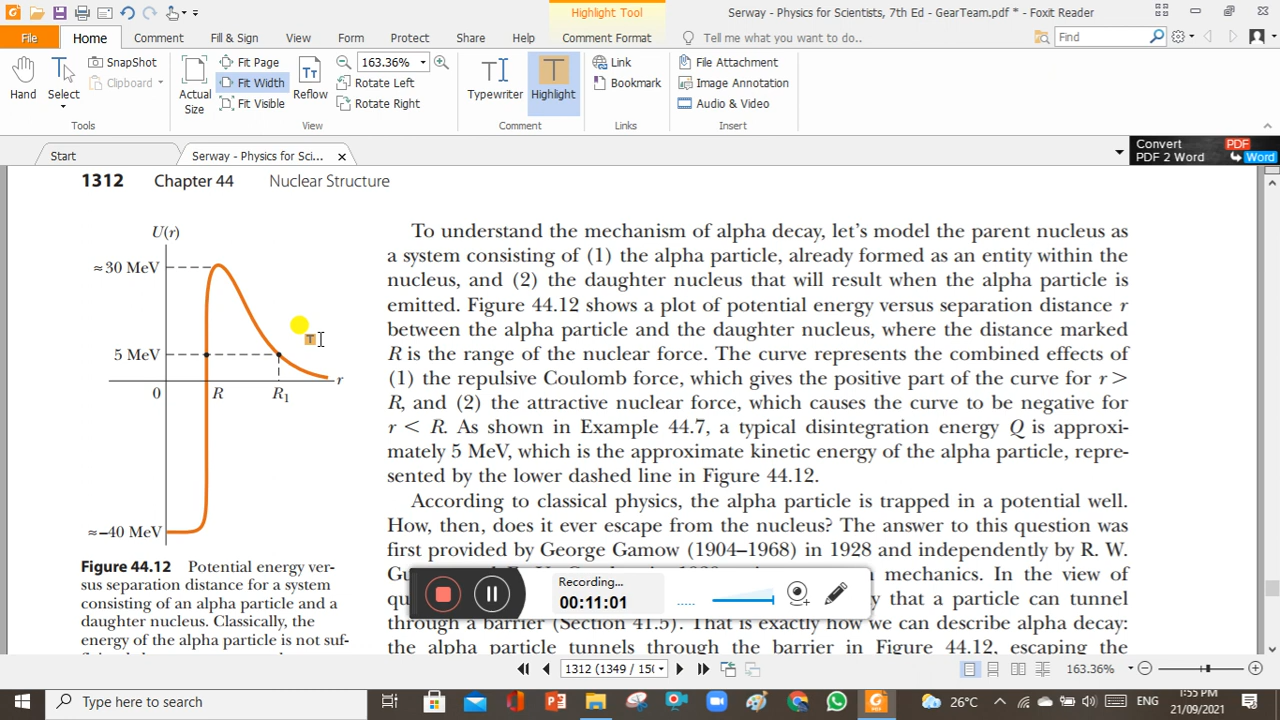 Highlight Tool
Serway - Physics for Scientists, 7th Ed - GearTeam.pdf * - Foxit Reader
File Home Comment Fill & Sign View Form Protect Share Help Comment Format Tell me what you want to do.. Find
Hand
Select
SnapShot
Clipboard
Tools
Actual Size
Fit Page
Fit Width
Fit Visible
Reflow
163.36%
Rotate Left
Rotate Right
View
Typewriter
Highlight
Comment
Link
Bookmark
Links
File Attachment
Image Annotation
Audio & Video
Insert
Start
Serway - Physics for Sci...
Convert PDF
PDF 2 Word Word
1312 Chapter 44 Nuclear Structure
U(r)
≈30 MeV
5 MeV
0 R R1 r
≈−40 MeV
Figure 44.12 Potential energy ver-
sus separation distance for a system
consisting of an alpha particle and a
daughter nucleus. Classically, the
energy of the alpha particle is not suf-
To understand the mechanism of alpha decay, let's model the parent nucleus as
a system consisting of (1) the alpha particle, already formed as an entity within the
nucleus, and (2) the daughter nucleus that will result when the alpha particle is
emitted. Figure 44.12 shows a plot of potential energy versus separation distance r
between the alpha particle and the daughter nucleus, where the distance marked
R is the range of the nuclear force. The curve represents the combined effects of
(1) the repulsive Coulomb force, which gives the positive part of the curve for r >
R, and (2) the attractive nuclear force, which causes the curve to be negative for
r < R. As shown in Example 44.7, a typical disintegration energy Q is approxi-
mately 5 MeV, which is the approximate kinetic energy of the alpha particle, repre-
sented by the lower dashed line in Figure 44.12.
According to classical physics, the alpha particle is trapped in a potential well.
How, then, does it ever escape from the nucleus? The answer to this question was
first provided by George Gamow (1904–1968) in 1928 and independently by R. W.
mechanics. In the view of
y that a particle can tunnel
through a barrier (Section 41.5). That is exactly how we can describe alpha decay:
the alpha particle tunnels through the barrier in Figure 44.12, escaping the
Recording...
00:11:01
1312 (1349 / 150
163.36%
Type here to search
26°C
ENG
1:55 PM
21/09/2021